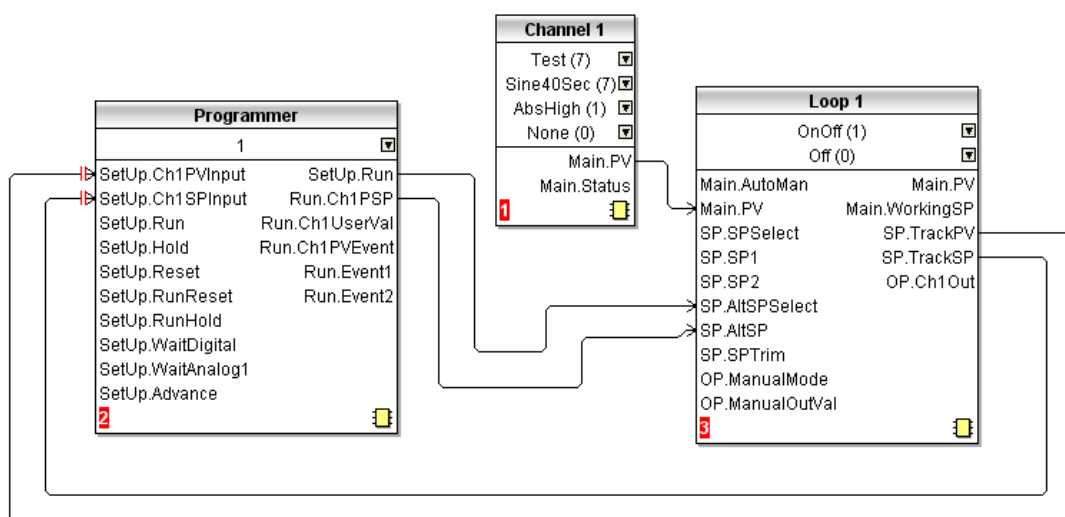 Channel 1
Test (7)
Sine40Sec (7)
AbsHigh (1)
None (0)
Main.PV
Main.Status
1
Programmer
1
SetUp.Ch1PVInput SetUp.Run
SetUp.Ch1SPInput Run.Ch1PSP
SetUp.Run Run.Ch1UserVal
SetUp.Hold Run.Ch1PVEvent
SetUp.Reset Run.Event1
SetUp.RunReset Run.Event2
SetUp.RunHold
SetUp.WaitDigital
SetUp.WaitAnalog1
SetUp.Advance
2
Loop 1
OnOff (1)
Off (0)
Main.AutoMan Main.PV
Main.PV Main.WorkingSP
SP.SPSelect SP.TrackPV
SP.SP1 SP.TrackSP
SP.SP2 OP.Ch1Out
SP.AltSPSelect
SP.AltSP
SP.SPTrim
OP.ManualMode
OP.ManualOutVal
3